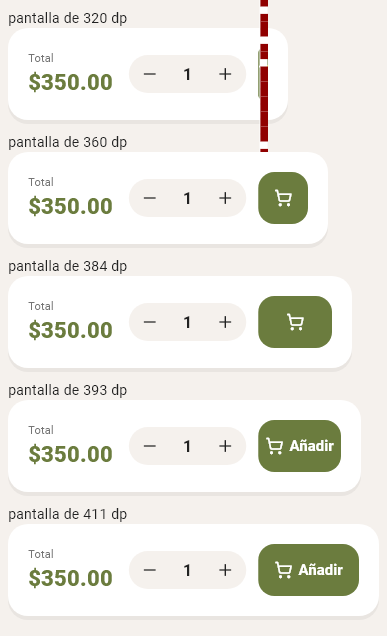 pantalla de 320 dp
Total
$350.00 − 1 +
pantalla de 360 dp
Total
$350.00 − 1 +
pantalla de 384 dp
Total
$350.00 − 1 +
pantalla de 393 dp
Total
$350.00 − 1 + Añadir
pantalla de 411 dp
Total
$350.00 − 1 + Añadir